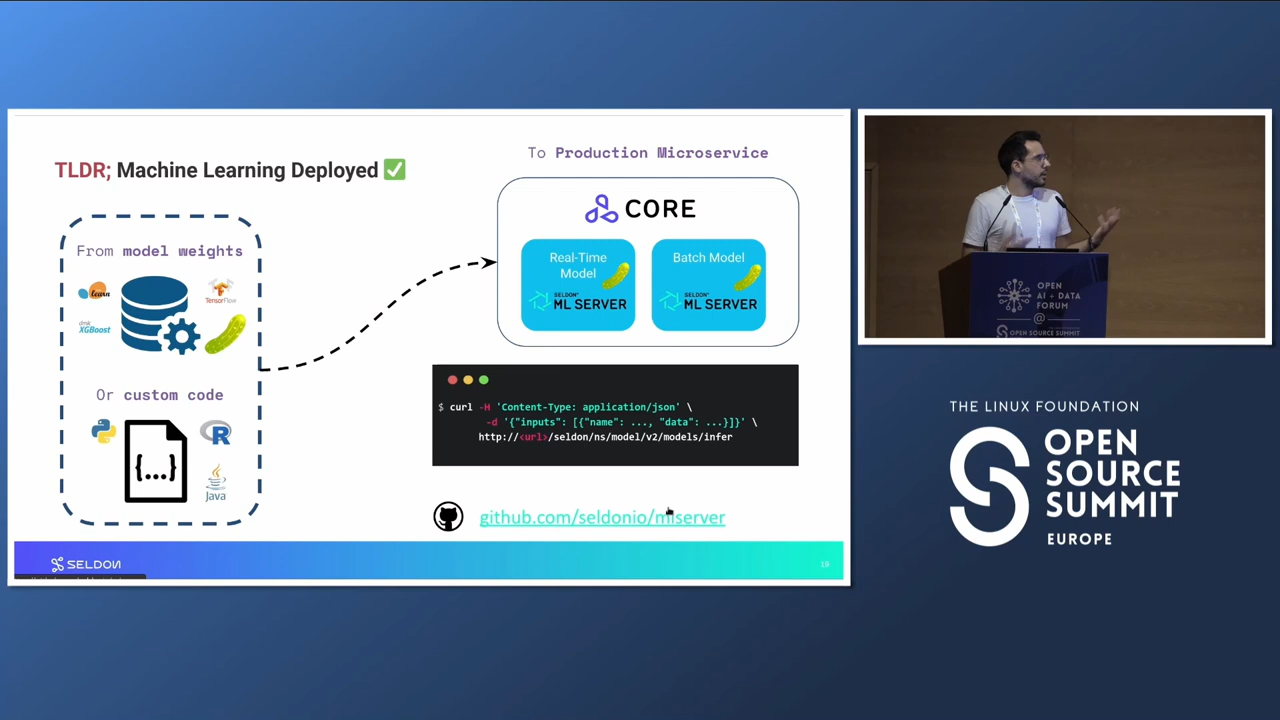 TLDR; Machine Learning Deployed
From model weights
learn
TensorFlow
dmlc
XGBoost
Or custom code
{...}
R
Java
To Production Microservice
CORE
Real-Time
Model
SELDON
ML SERVER
Batch Model
SELDON
ML SERVER
$ curl -H 'Content-Type: application/json' \
-d '{"inputs": [{"name": ..., "data": ...}]}' \
http://<curl>/seldon/ns/model/v2/models/infer
github.com/seldonio/mlserver
SELDON
19
OPEN
AI + DATA
FORUM
@
OPEN SOURCE SUMMIT
THE LINUX FOUNDATION
OPEN
SOURCE
SUMMIT
EUROPE